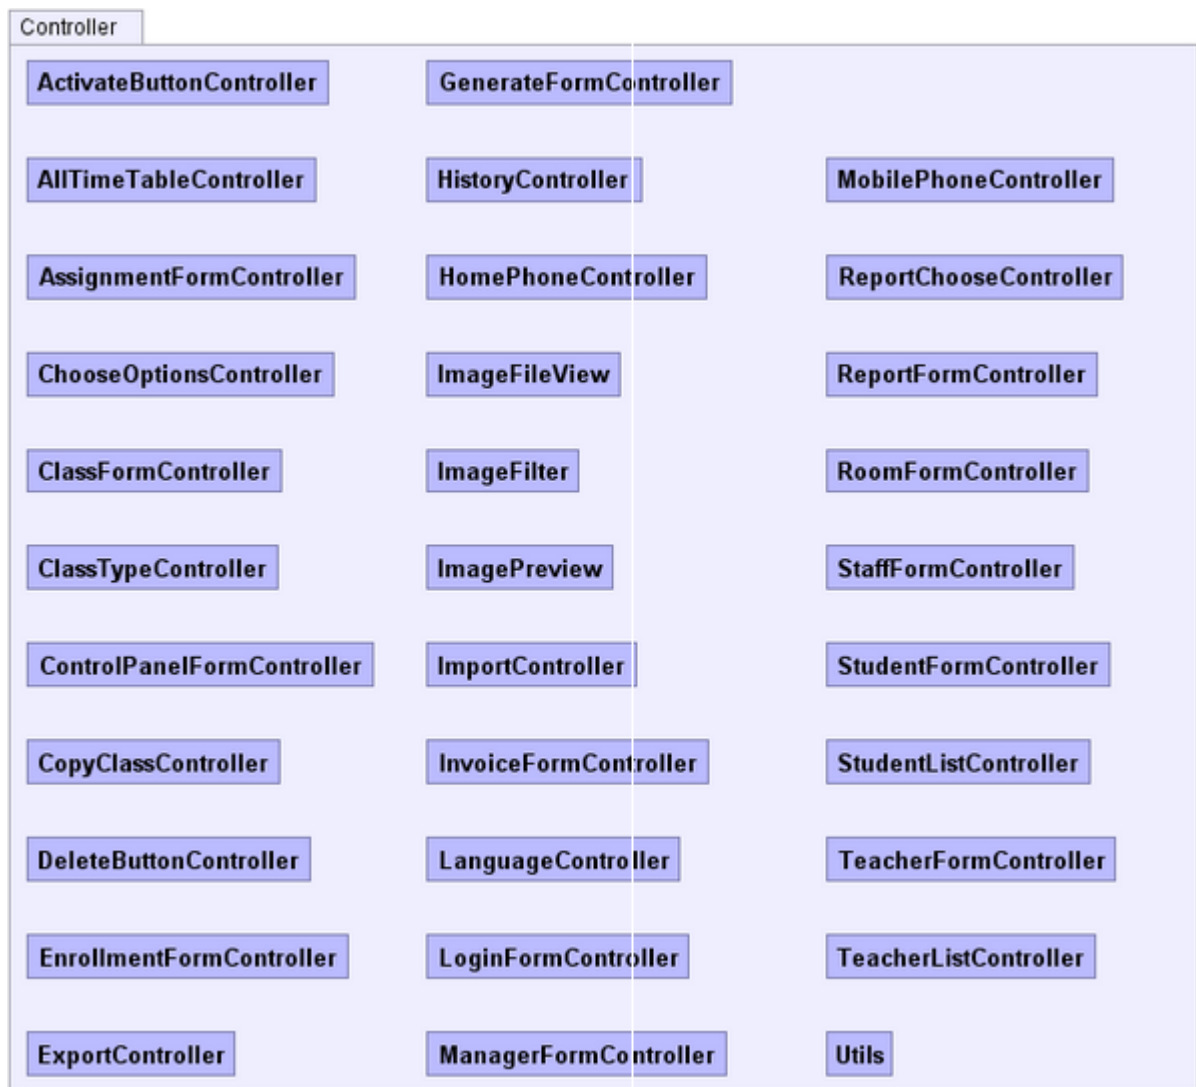 Controller
ActivateButtonController
GenerateFormController
AllTimeTableController
HistoryController
MobilePhoneController
AssignmentFormController
HomePhoneController
ReportChooseController
ChooseOptionsController
ImageFileView
ReportFormController
ClassFormController
ImageFilter
RoomFormController
ClassTypeController
ImagePreview
StaffFormController
ControlPanelFormController
ImportController
StudentFormController
CopyClassController
InvoiceFormController
StudentListController
DeleteButtonController
LanguageController
TeacherFormController
EnrollmentFormController
LoginFormController
TeacherListController
ExportController
ManagerFormController
Utils